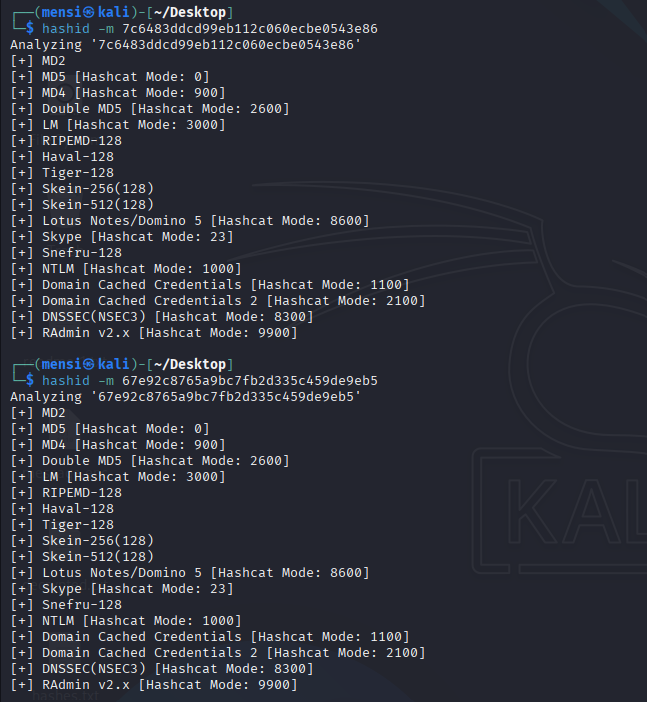 ┌──(mensi㉿kali)-[~/Desktop]
└─$ hashid -m 7c6483ddcd99eb112c060ecbe0543e86
Analyzing '7c6483ddcd99eb112c060ecbe0543e86'
[+] MD2
[+] MD5 [Hashcat Mode: 0]
[+] MD4 [Hashcat Mode: 900]
[+] Double MD5 [Hashcat Mode: 2600]
[+] LM [Hashcat Mode: 3000]
[+] RIPEMD-128
[+] Haval-128
[+] Tiger-128
[+] Skein-256(128)
[+] Skein-512(128)
[+] Lotus Notes/Domino 5 [Hashcat Mode: 8600]
[+] Skype [Hashcat Mode: 23]
[+] Snefru-128
[+] NTLM [Hashcat Mode: 1000]
[+] Domain Cached Credentials [Hashcat Mode: 1100]
[+] Domain Cached Credentials 2 [Hashcat Mode: 2100]
[+] DNSSEC(NSEC3) [Hashcat Mode: 8300]
[+] RAdmin v2.x [Hashcat Mode: 9900]
┌──(mensi㉿kali)-[~/Desktop]
└─$ hashid -m 67e92c8765a9bc7fb2d335c459de9eb5
Analyzing '67e92c8765a9bc7fb2d335c459de9eb5'
[+] MD2
[+] MD5 [Hashcat Mode: 0]
[+] MD4 [Hashcat Mode: 900]
[+] Double MD5 [Hashcat Mode: 2600]
[+] LM [Hashcat Mode: 3000]
[+] RIPEMD-128
[+] Haval-128
[+] Tiger-128
[+] Skein-256(128)
[+] Skein-512(128)
[+] Lotus Notes/Domino 5 [Hashcat Mode: 8600]
[+] Skype [Hashcat Mode: 23]
[+] Snefru-128
[+] NTLM [Hashcat Mode: 1000]
[+] Domain Cached Credentials [Hashcat Mode: 1100]
[+] Domain Cached Credentials 2 [Hashcat Mode: 2100]
[+] DNSSEC(NSEC3) [Hashcat Mode: 8300]
[+] RAdmin v2.x [Hashcat Mode: 9900]
KAL